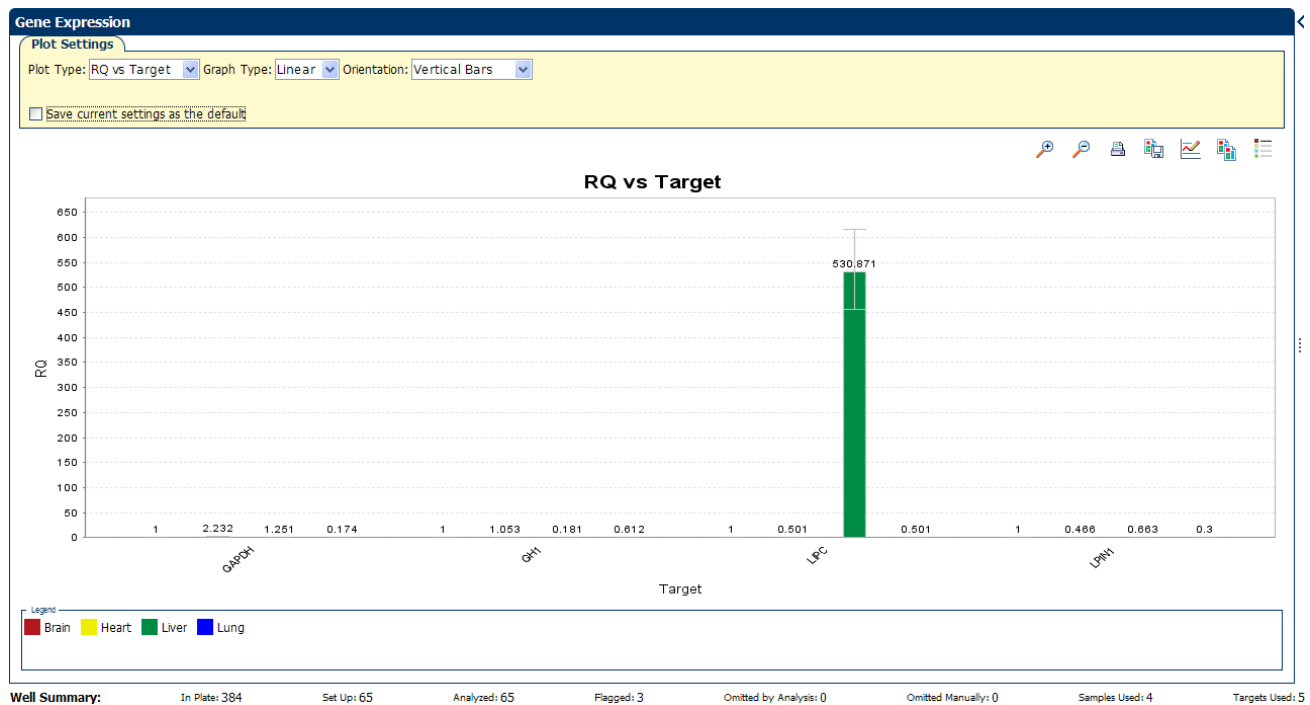 Gene Expression
Plot Settings
Plot Type: RQ vs Target Graph Type: Linear Orientation: Vertical Bars
Save current settings as the default
RQ vs Target
650
600
550
500
450
400
350
300
250
200
150
100
50
0
RQ
530.871
1 2.232 1.251 0.174 1 1.053 0.181 0.612 1 0.501 0.501 1 0.466 0.663 0.3
GAPDH GH1 LIPC LPIN1
Target
Legend
Brain Heart Liver Lung
Well Summary: In Plate: 384 Set Up: 65 Analyzed: 65 Flagged: 3 Omitted by Analysis: 0 Omitted Manually: 0 Samples Used: 4 Targets Used: 5